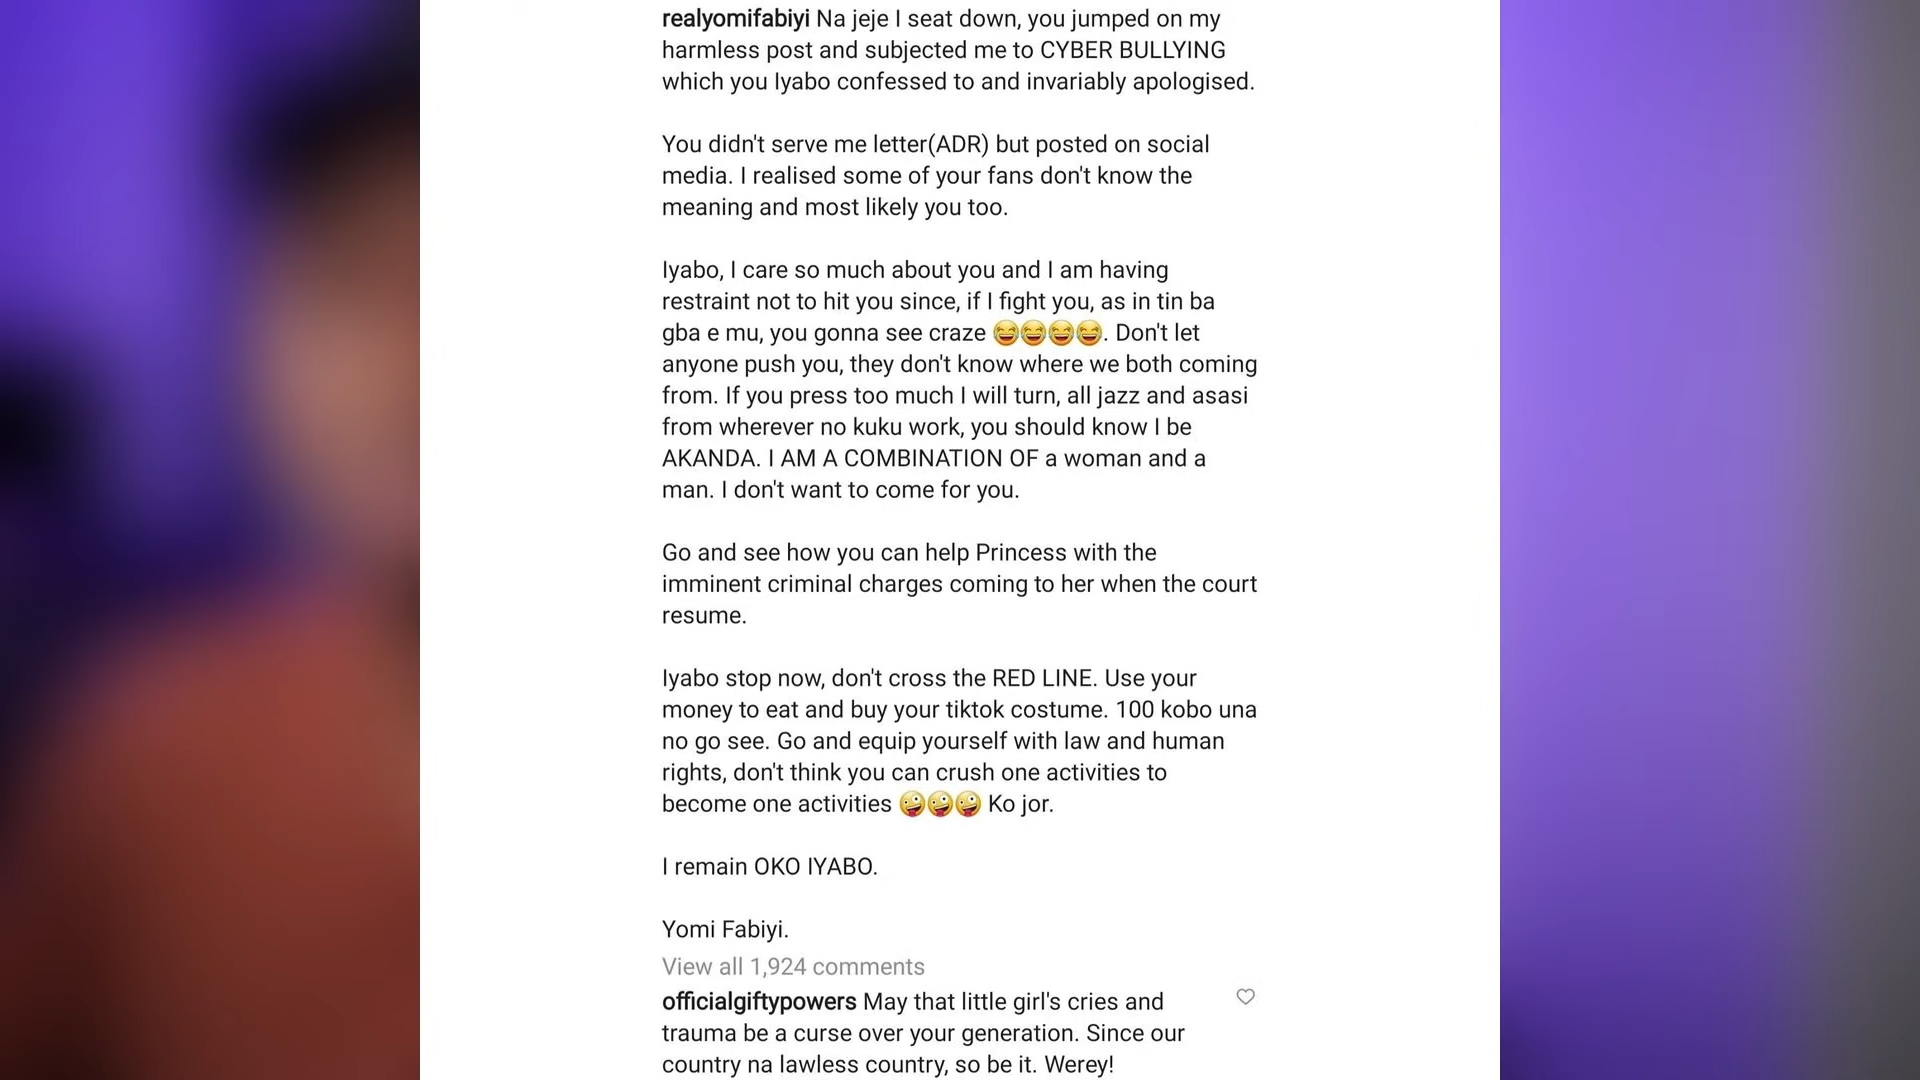 realyomifabiyi Na jeje I seat down, you jumped on my
harmless post and subjected me to CYBER BULLYING
which you Iyabo confessed to and invariably apologised.
You didn't serve me letter(ADR) but posted on social
media. I realised some of your fans don't know the
meaning and most likely you too.
Iyabo, I care so much about you and I am having
restraint not to hit you since, if I fight you, as in tin ba
gba e mu, you gonna see craze 😂😂😂😂. Don't let
anyone push you, they don't know where we both coming
from. If you press too much I will turn, all jazz and asasi
from wherever no kuku work, you should know I be
AKANDA. I AM A COMBINATION OF a woman and a
man. I don't want to come for you.
Go and see how you can help Princess with the
imminent criminal charges coming to her when the court
resume.
Iyabo stop now, don't cross the RED LINE. Use your
money to eat and buy your tiktok costume. 100 kobo una
no go see. Go and equip yourself with law and human
rights, don't think you can crush one activities to
become one activities 🤪🤪🤪 Ko jor.
I remain OKO IYABO.
Yomi Fabiyi.
View all 1,924 comments
officialgiftypowers May that little girl's cries and
trauma be a curse over your generation. Since our
country na lawless country, so be it. Werey!